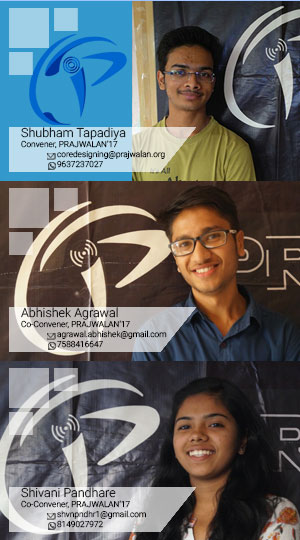 Shubham Tapadiya
Convener, PRAJWALAN'17
coredesigning@prajwalan.org
9637237027
Abhishek Agrawal
Co-Convener, PRAJWALAN'17
agrawal.abhishek@gmail.com
7588416647
Shivani Pandhare
Co-Convener, PRAJWALAN'17
shvnpndhr1@gmail.com
8149027972